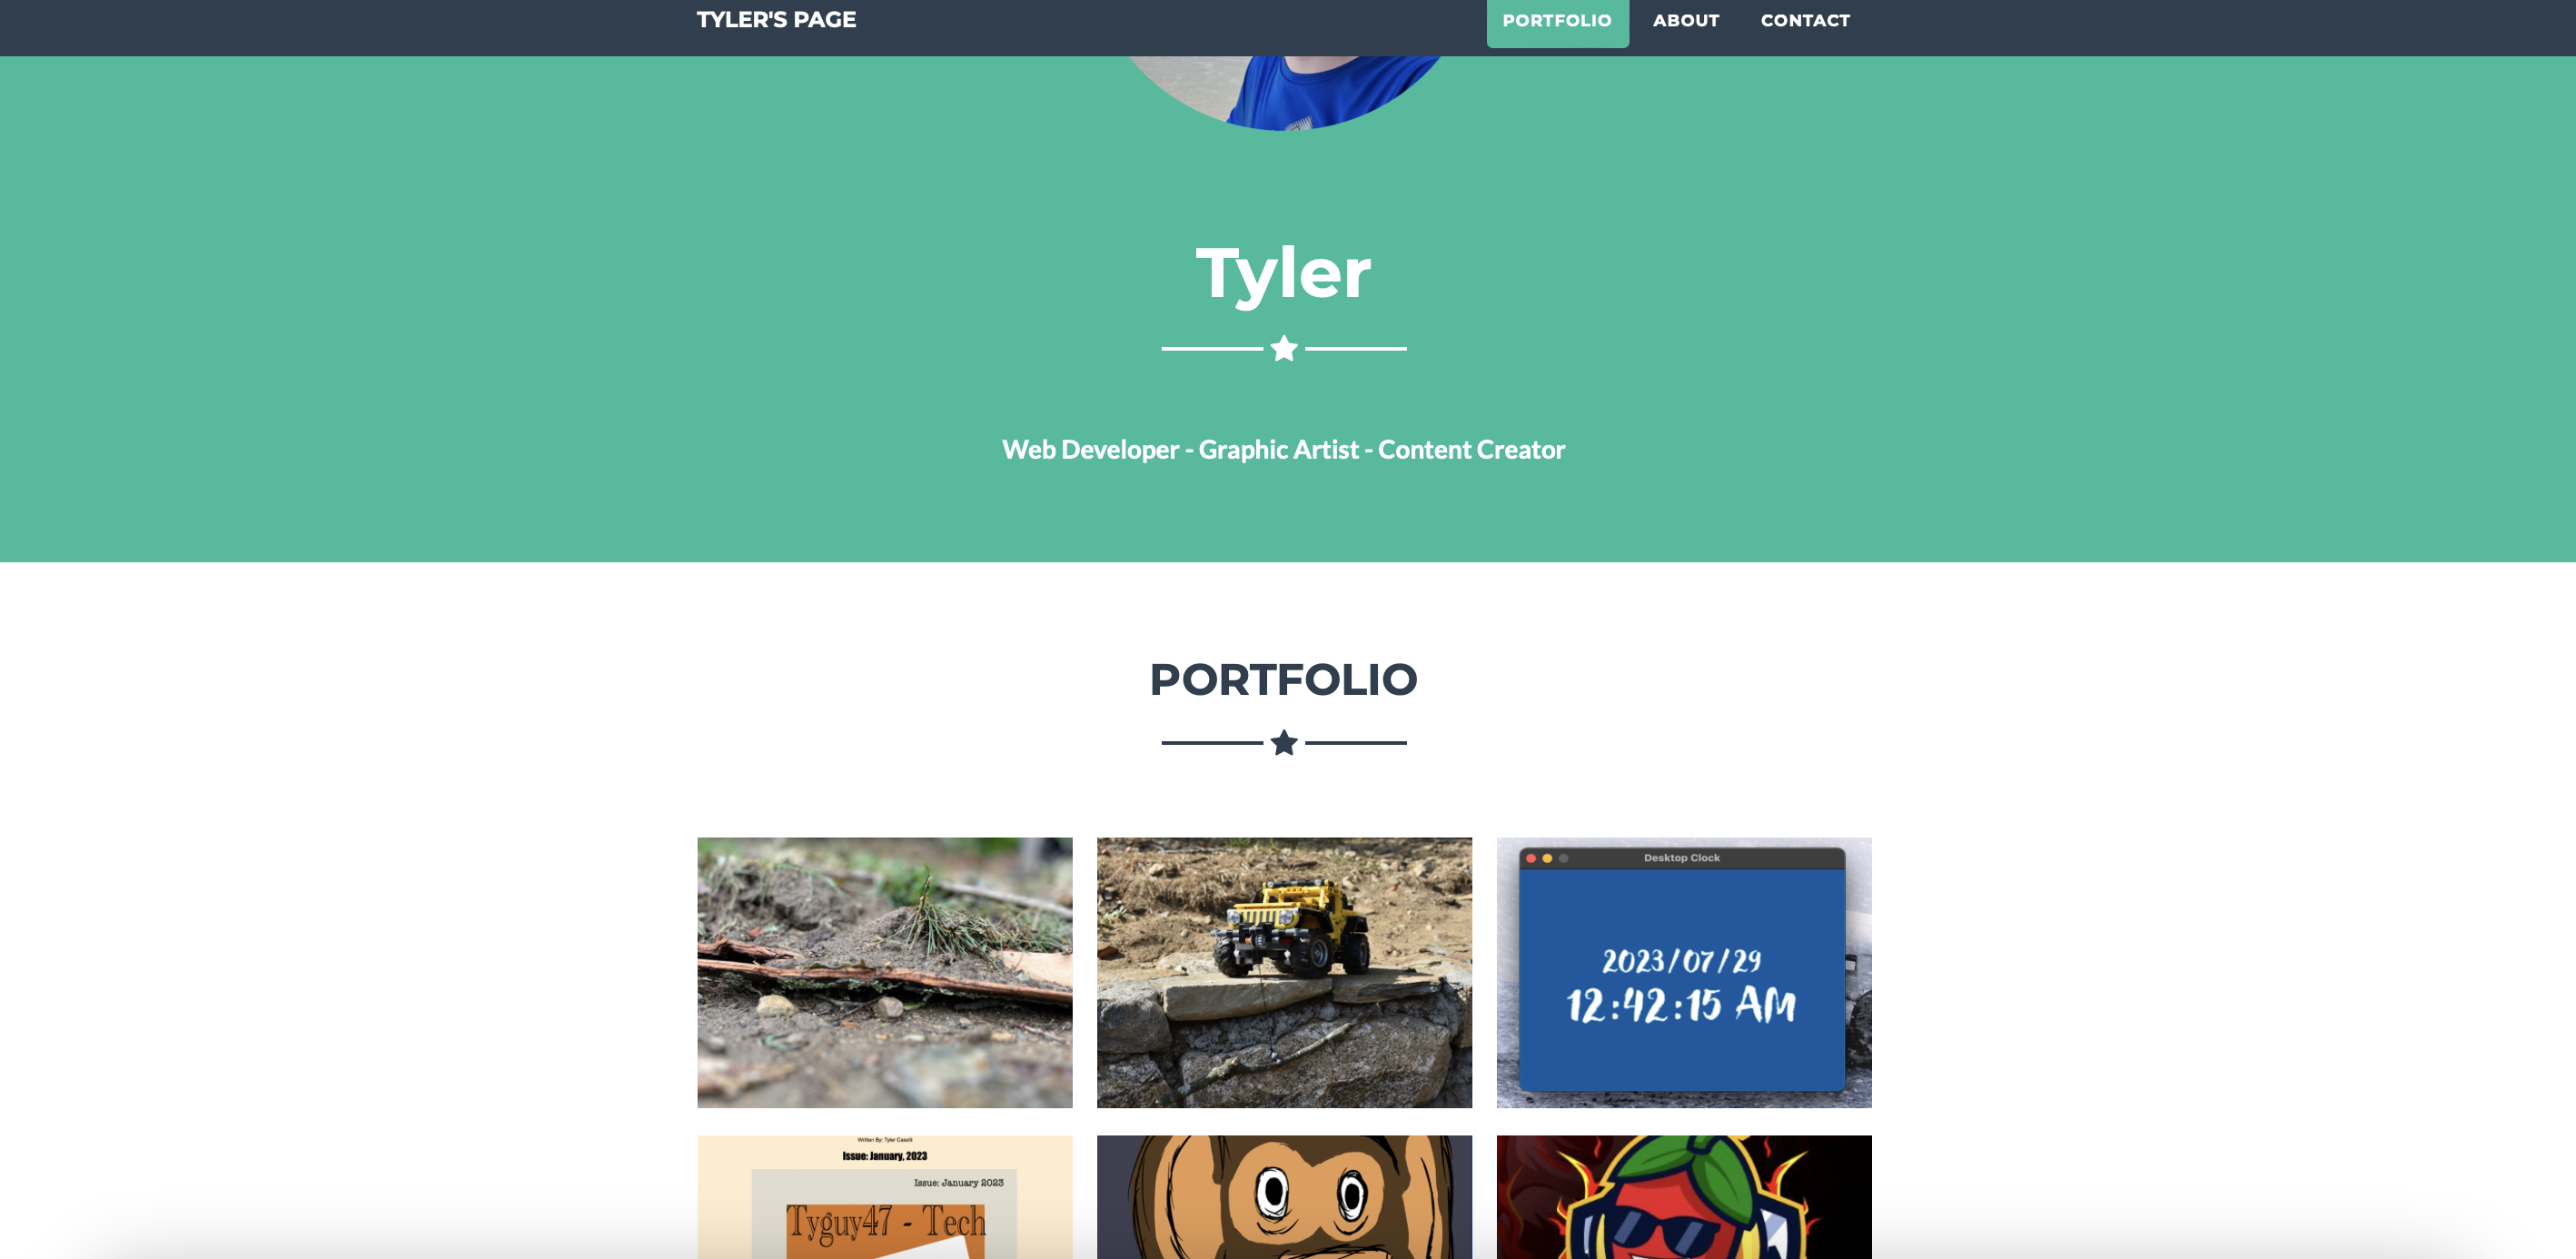 TYLER'S PAGE
PORTFOLIO
ABOUT
CONTACT
Tyler
Web Developer - Graphic Artist - Content Creator
PORTFOLIO
Desktop Clock
2023/07/29
12:42:15 AM
Written By: Tyler Caselli
Issue: January, 2023
Issue: January 2023
Tyguy47 - Tech